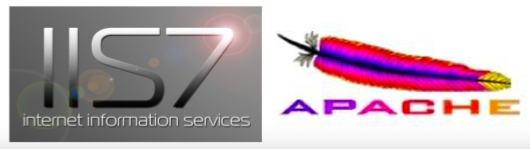 IIS7
internet information services
APACHE